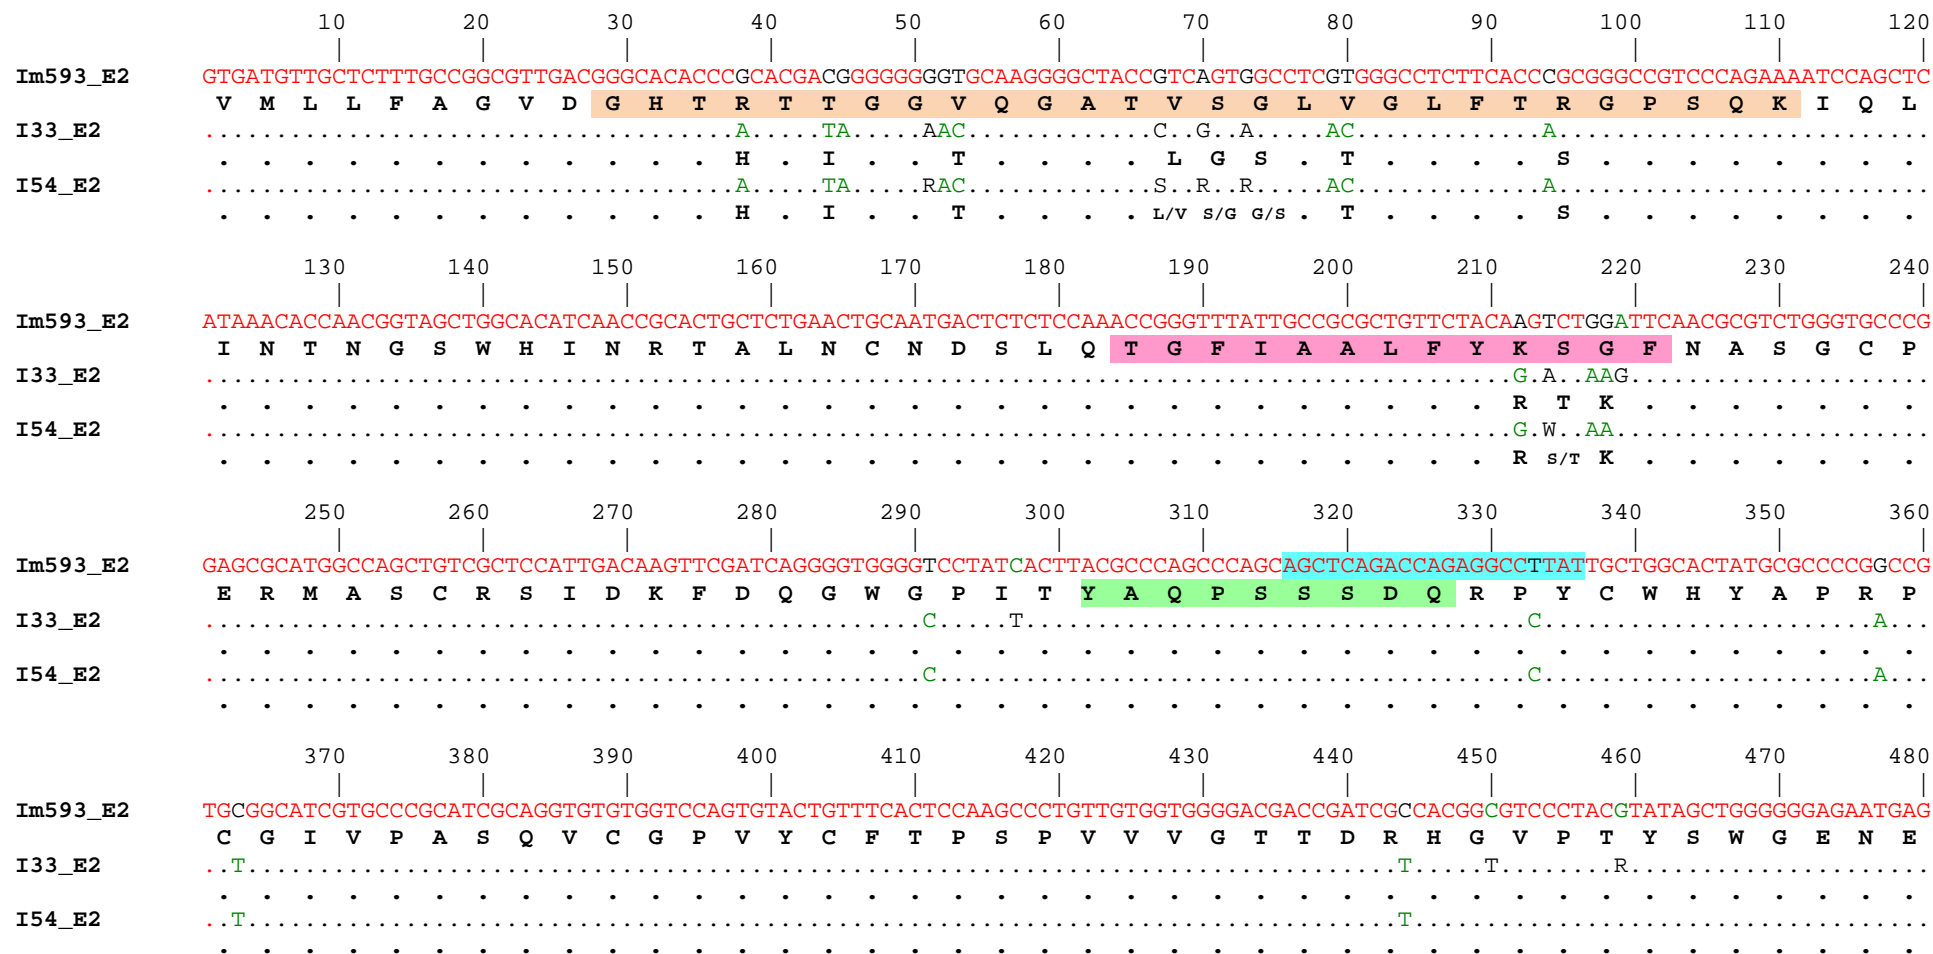 10 20 30 40 50 60 70 80 90 100 110 120
Im593_E2 GTGATGTTGCTCTTTGCCGGCGTTGACGGGCACACCCGCACGACGGGGGGGGTGCAAGGGGCTACCGTCAGTGGCCTCGTGGGCCTCTTCACCCGCGGGCCGTCCCAGAAAATCCAGCTC
V M L L F A G V D G H T R T T G G V Q G A T V S G L V G L F T R G P S Q K I Q L
I33_E2 .....................................A.....TA.....AAC.............C..G..A.....AC.............A..........................
. . . . . . . . . . . . H . I . . T . . . . L G S . T . . . . S . . . . . . . .
I54_E2 .....................................A.....TA.....RAC.............S..R..R.....AC.............A..........................
. . . . . . . . . . . . H . I . . T . . . . L/V S/G G/S . T . . . . S . . . . . . . .
130 140 150 160 170 180 190 200 210 220 230 240
Im593_E2 ATAAACACCAACGGTAGCTGGCACATCAACCGCACTGCTCTGAACTGCAATGACTCTCTCCAAACCGGGTTTATTGCCGCGCTGTTCTACAAGTCTGGATTCAACGCGTCTGGGTGCCCG
I N T N G S W H I N R T A L N C N D S L Q T G F I A A L F Y K S G F N A S G C P
I33_E2 ...........................................................................................G.A..AAG.....................
. . . . . . . . . . . . . . . . . . . . . . . . . . . . . . R T K . . . . . . .
I54_E2 ...........................................................................................G.W..AA......................
. . . . . . . . . . . . . . . . . . . . . . . . . . . . . . R S/T K . . . . . . .
250 260 270 280 290 300 310 320 330 340 350 360
Im593_E2 GAGCGCATGGCCAGCTGTCGCTCCATTGACAAGTTCGATCAGGGGTGGGGTCCTATCACTTACGCCCAGCCCAGCAGCTCAGACCAGAGGCCTTATTGCTGGCACTATGCGCCCCGGCCG
E R M A S C R S I D K F D Q G W G P I T Y A Q P S S S D Q R P Y C W H Y A P R P
I33_E2 ..................................................C.....T...................................C.......................A...
. . . . . . . . . . . . . . . . . . . . . . . . . . . . . . . . . . . . . . . .
I54_E2 ..................................................C.........................................C.......................A...
. . . . . . . . . . . . . . . . . . . . . . . . . . . . . . . . . . . . . . . .
370 380 390 400 410 420 430 440 450 460 470 480
Im593_E2 TGCGGCATCGTGCCCGCATCGCAGGTGTGTGGTCCAGTGTACTGTTTCACTCCAAGCCCTGTTGTGGTGGGGACGACCGATCGCCACGGCGTCCCTACGTATAGCTGGGGGGAGAATGAG
C G I V P A S Q V C G P V Y C F T P S P V V V G T T D R H G V P T Y S W G E N E
I33_E2 ..T................................................................................T.....T........R.....................
. . . . . . . . . . . . . . . . . . . . . . . . . . . . . . . . . . . . . . . .
I54_E2 ..T................................................................................T....................................
. . . . . . . . . . . . . . . . . . . . . . . . . . . . . . . . . . . . . . . .